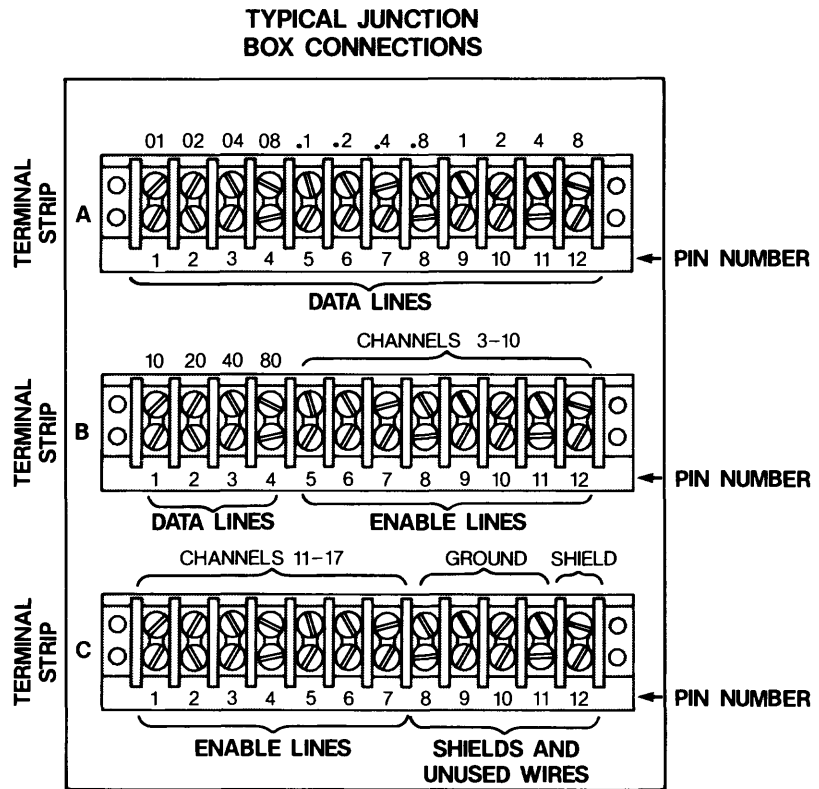 TYPICAL JUNCTION
BOX CONNECTIONS
01 02 04 08 .1 .2 .4 .8 1 2 4 8
TERMINAL
STRIP
A
1 2 3 4 5 6 7 8 9 10 11 12
PIN NUMBER
DATA LINES
CHANNELS 3-10
10 20 40 80
TERMINAL
STRIP
B
1 2 3 4 5 6 7 8 9 10 11 12
PIN NUMBER
DATA LINES ENABLE LINES
CHANNELS 11-17 GROUND SHIELD
TERMINAL
STRIP
C
1 2 3 4 5 6 7 8 9 10 11 12
PIN NUMBER
ENABLE LINES
SHIELDS AND
UNUSED WIRES